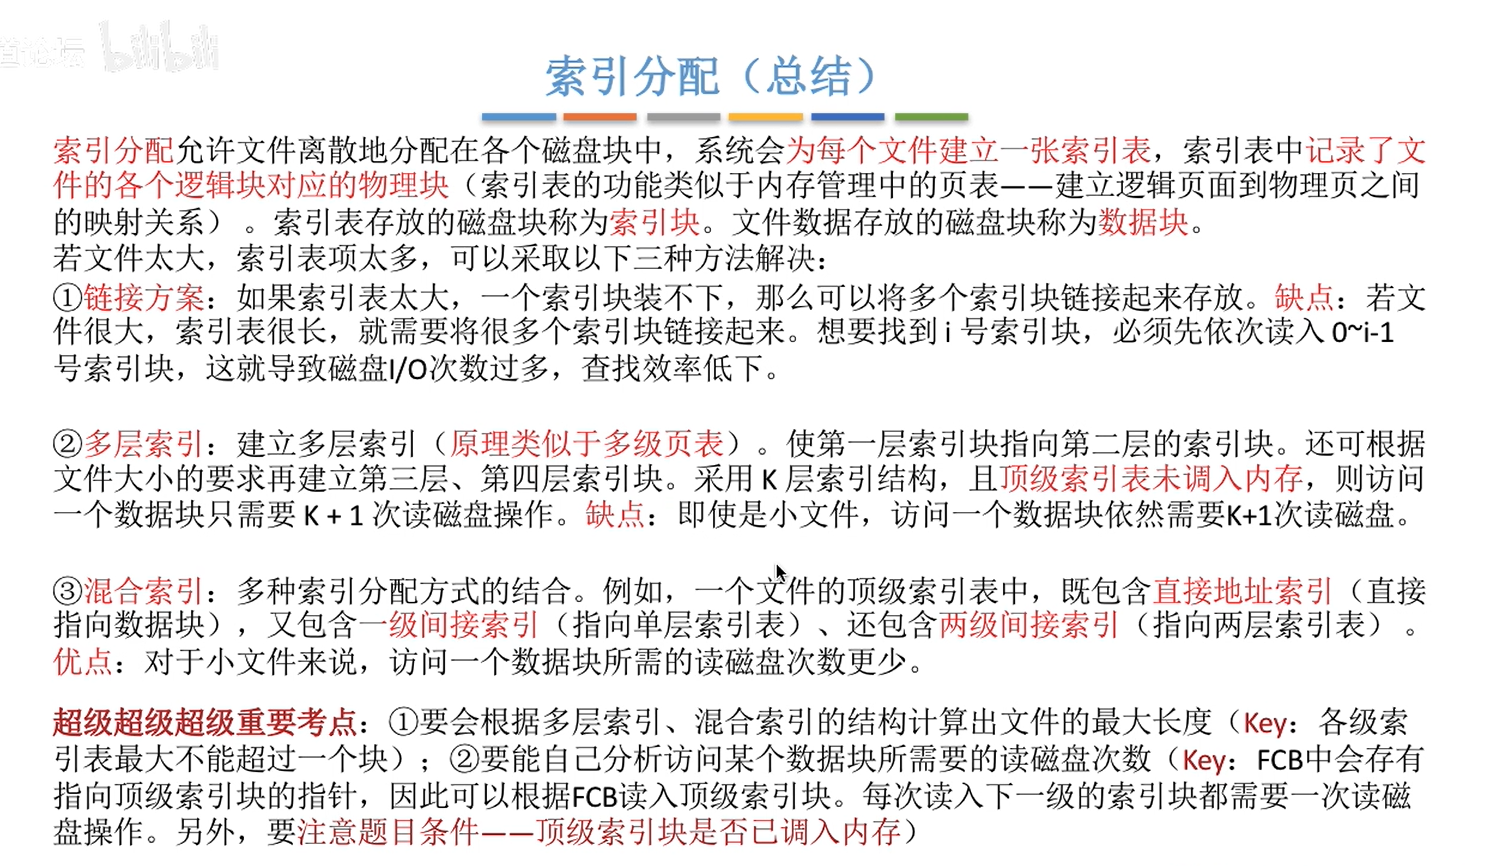 道论坛 bilibili
索引分配（总结）
索引分配允许文件离散地分配在各个磁盘块中，系统会为每个文件建立一张索引表，索引表中记录了文
件的各个逻辑块对应的物理块（索引表的功能类似于内存管理中的页表——建立逻辑页面到物理页之间
的映射关系）。索引表存放的磁盘块称为索引块。文件数据存放的磁盘块称为数据块。
若文件太大，索引表项太多，可以采取以下三种方法解决：
①链接方案：如果索引表太大，一个索引块装不下，那么可以将多个索引块链接起来存放。缺点：若文
件很大，索引表很长，就需要将很多个索引块链接起来。想要找到 i 号索引块，必须先依次读入 0~i-1
号索引块，这就导致磁盘I/O次数过多，查找效率低下。
②多层索引：建立多层索引（原理类似于多级页表）。使第一层索引块指向第二层的索引块。还可根据
文件大小的要求再建立第三层、第四层索引块。采用 K 层索引结构，且顶级索引表未调入内存，则访问
一个数据块只需要 K + 1 次读磁盘操作。缺点：即使是小文件，访问一个数据块依然需要K+1次读磁盘。
③混合索引：多种索引分配方式的结合。例如，一个文件的顶级索引表中，既包含直接地址索引（直接
指向数据块），又包含一级间接索引（指向单层索引表）、还包含两级间接索引（指向两层索引表）。
优点：对于小文件来说，访问一个数据块所需的读磁盘次数更少。
超级超级超级重要考点：①要会根据多层索引、混合索引的结构计算出文件的最大长度（Key：各级索
引表最大不能超过一个块）；②要能自己分析访问某个数据块所需要的读磁盘次数（Key：FCB中会存有
指向顶级索引块的指针，因此可以根据FCB读入顶级索引块。每次读入下一级的索引块都需要一次读磁
盘操作。另外，要注意题目条件——顶级索引块是否已调入内存）